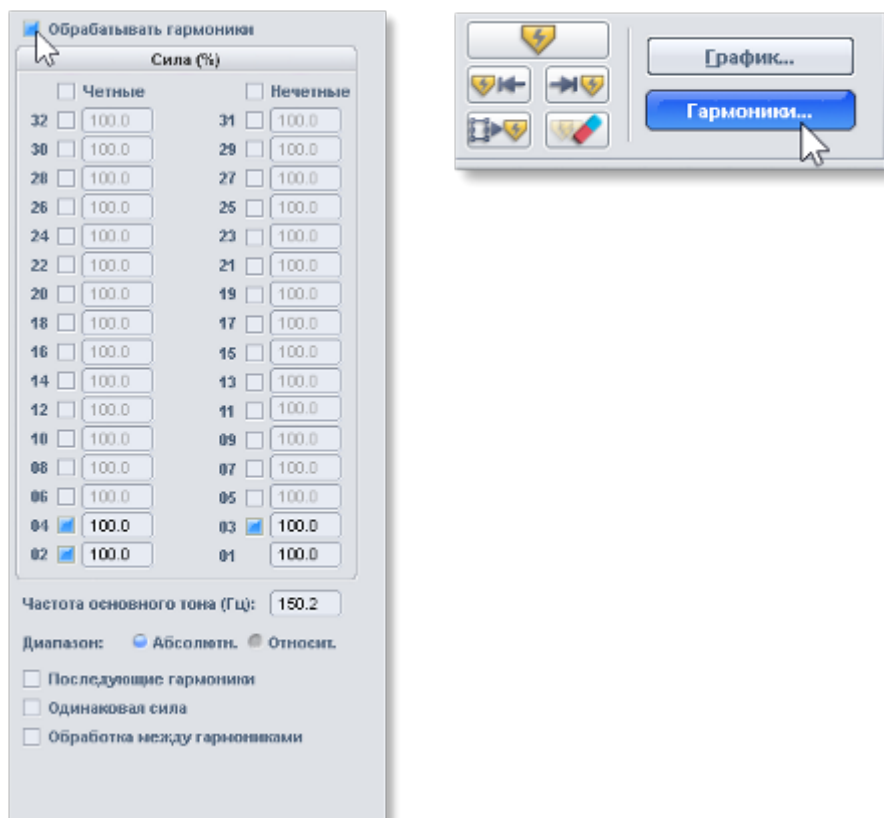 Обрабатывать гармоники
Сила (%)
Четные Нечетные
32 100.0 31 100.0
30 100.0 29 100.0
28 100.0 27 100.0
26 100.0 25 100.0
24 100.0 23 100.0
22 100.0 21 100.0
20 100.0 19 100.0
18 100.0 17 100.0
16 100.0 15 100.0
14 100.0 13 100.0
12 100.0 11 100.0
10 100.0 09 100.0
08 100.0 07 100.0
06 100.0 05 100.0
04 100.0 03 100.0
02 100.0 01 100.0
Частота основного тона (Гц): 150.2
Диапазон: Абсолютн. Относит.
Последующие гармоники
Одинаковая сила
Обработка между гармониками
График...
Гармоники...